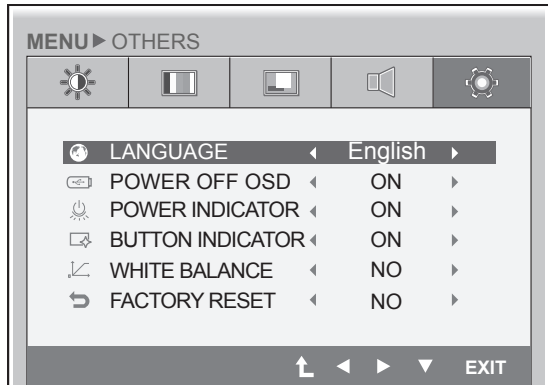 MENU▶OTHERS
LANGUAGE English
POWER OFF OSD ON
POWER INDICATOR ON
BUTTON INDICATOR ON
WHITE BALANCE NO
FACTORY RESET NO
EXIT